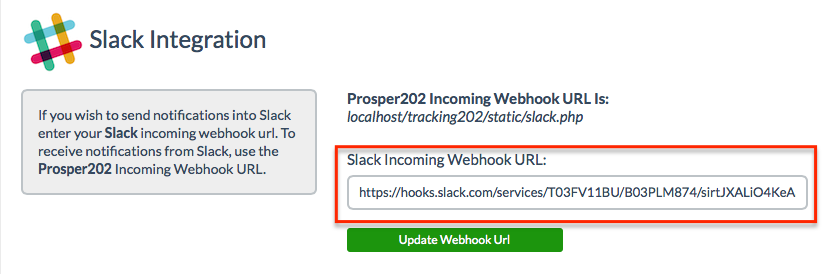 Slack Integration
If you wish to send notifications into Slack
enter your Slack incoming webhook url. To
receive notifications from Slack, use the
Prosper202 Incoming Webhook URL.
Prosper202 Incoming Webhook URL Is:
localhost/tracking202/static/slack.php
Slack Incoming Webhook URL:
https://hooks.slack.com/services/T03FV11BU/B03PLM874/sirtJXALiO4KeA
Update Webhook Url